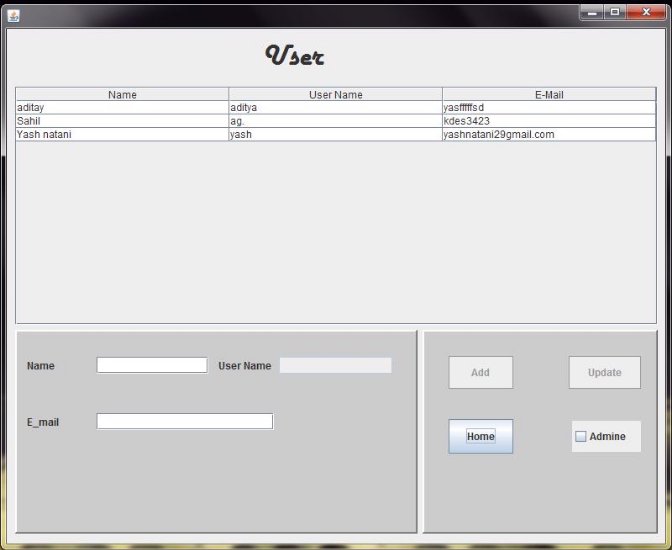 User
Name User Name E-Mail
aditay aditya yasfffffsd
Sahil ag. kdes3423
Yash natani yash yashnatani29gmail.com
Name User Name Add Update
E_mail Home Admine